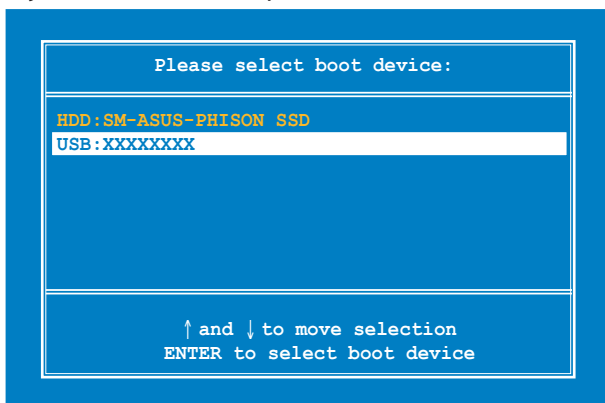 Please select boot device:
HDD:SM-ASUS-PHISON SSD
USB:XXXXXXXX
↑ and ↓ to move selection
ENTER to select boot device